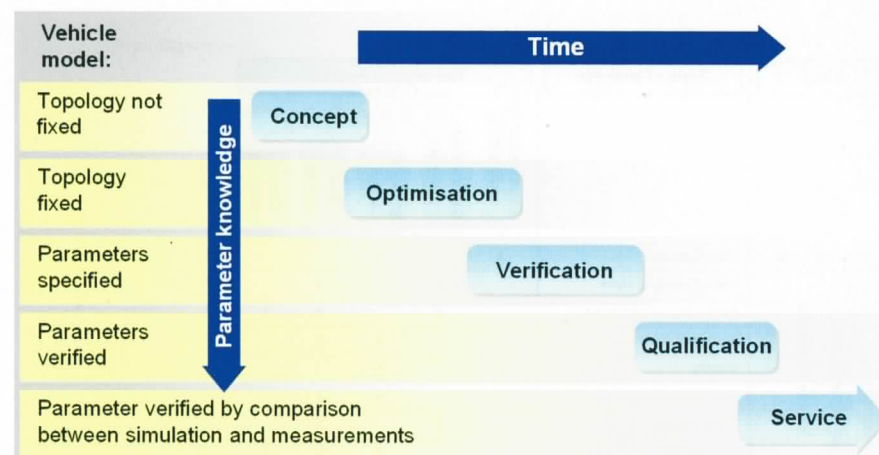 Vehicle
model:
Time
Topology not
fixed
Concept
Parameter knowledge
Topology
fixed
Optimisation
Parameters
specified
Verification
Parameters
verified
Qualification
Parameter verified by comparison
between simulation and measurements
Service